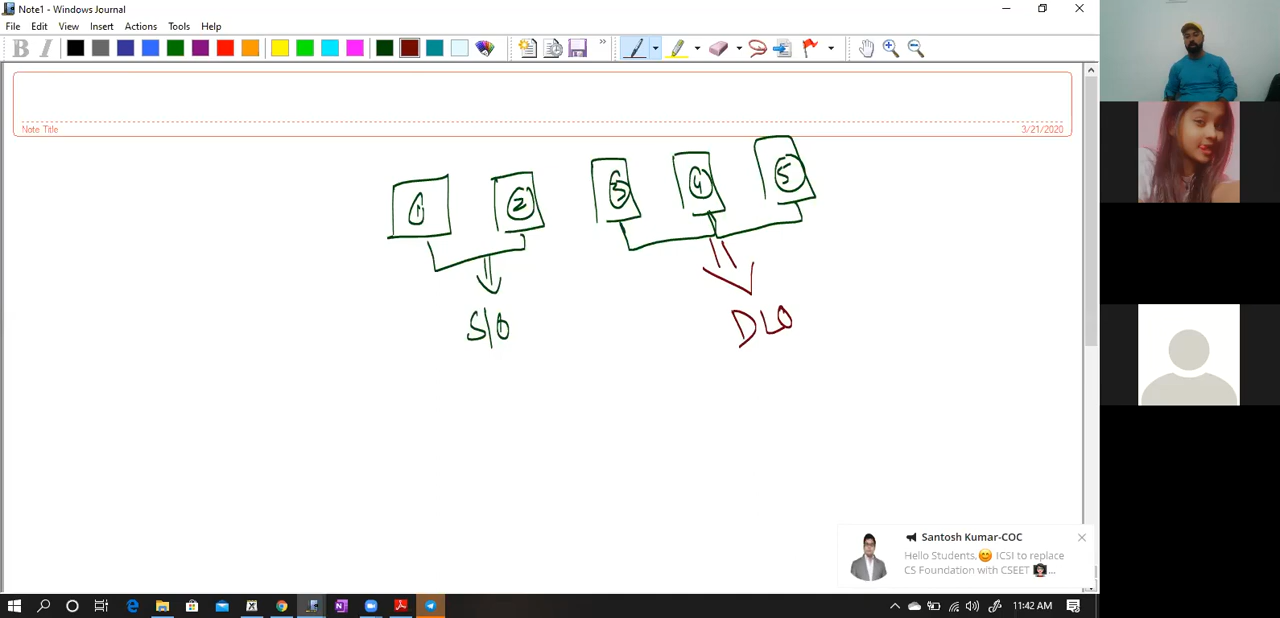 Note1 - Windows Journal
File Edit View Insert Actions Tools Help
B I
Note Title
3/21/2020
1 2 3 4 5
S/O
DLO
Santosh Kumar-COC
Hello Students,😊 ICSI to replace
CS Foundation with CSEET ...
11:42 AM